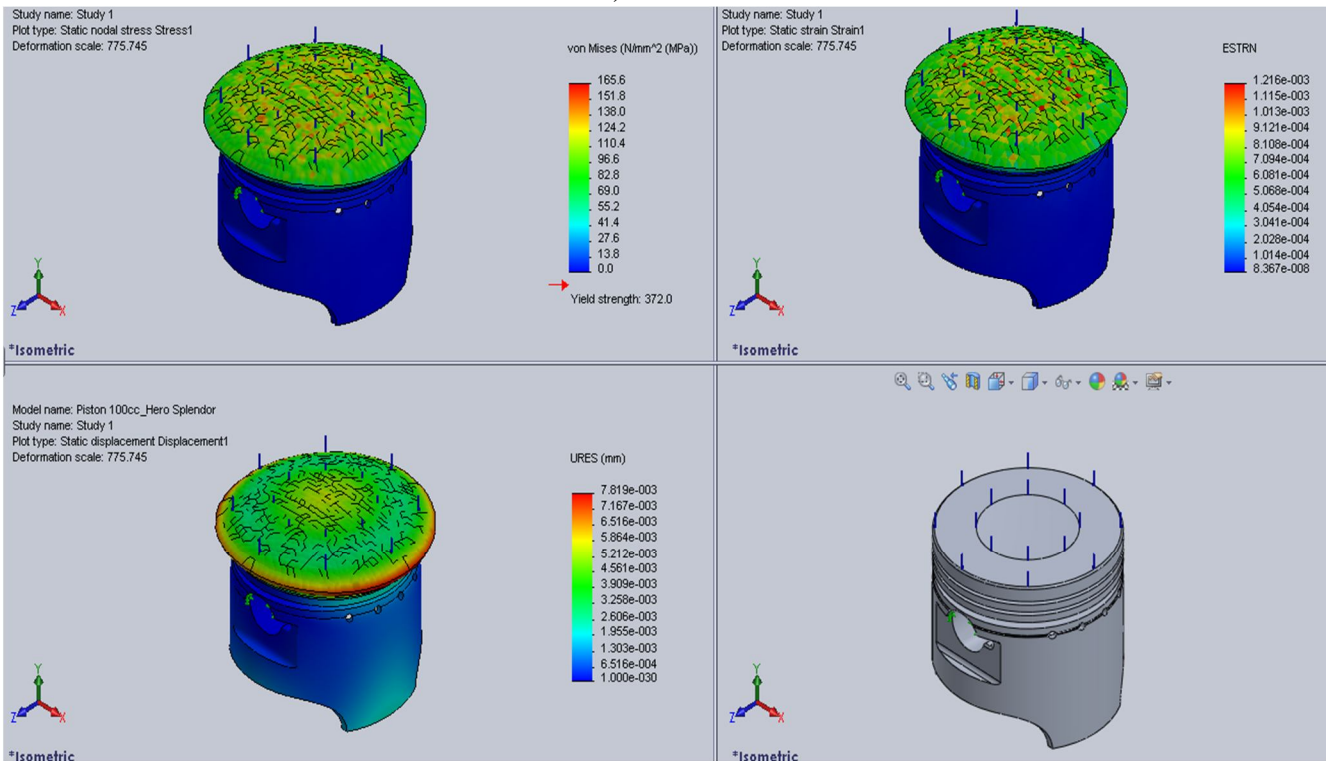 Study name: Study 1
Plot type: Static nodal stress Stress1
Deformation scale: 775.745
von Mises (N/mm^2 (MPa))
165.6
151.8
138.0
124.2
110.4
96.6
82.8
69.0
55.2
41.4
27.6
13.8
0.0
Yield strength: 372.0
Y
Z
X
*Isometric
Study name: Study 1
Plot type: Static strain Strain1
Deformation scale: 775.745
ESTRN
1.216e-003
1.115e-003
1.013e-003
9.121e-004
8.108e-004
7.094e-004
6.081e-004
5.068e-004
4.054e-004
3.041e-004
2.028e-004
1.014e-004
8.367e-008
Y
Z
X
*Isometric
Model name: Piston 100cc_Hero Splendor
Study name: Study 1
Plot type: Static displacement Displacement1
Deformation scale: 775.745
URES (mm)
7.819e-003
7.167e-003
6.516e-003
5.864e-003
5.212e-003
4.561e-003
3.909e-003
3.258e-003
2.606e-003
1.955e-003
1.303e-003
6.516e-004
1.000e-030
Y
Z
X
*Isometric
Y
Z
X
*Isometric